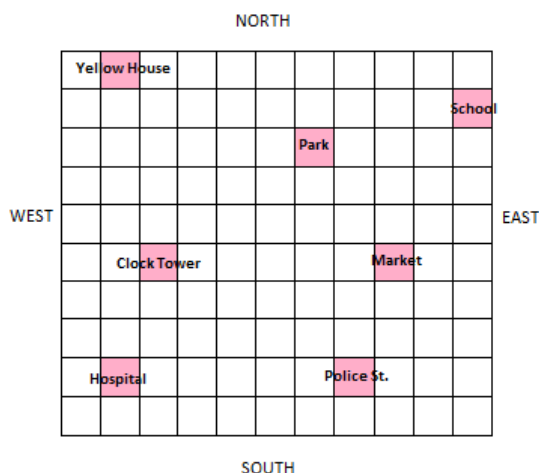 NORTH
Yellow House
School
Park
WEST
EAST
Clock Tower
Market
Hospital
Police St.
SOUTH